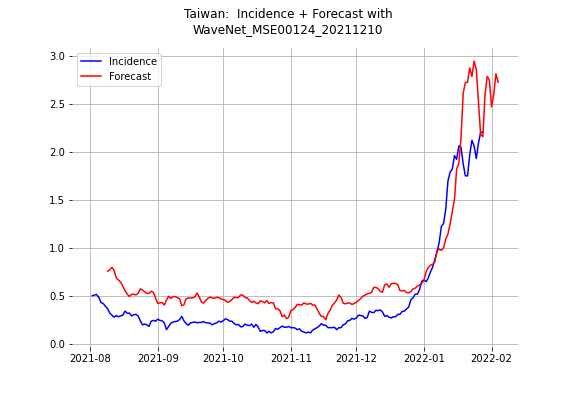 Taiwan:  Incidence + Forecast with
WaveNet_MSE00124_20211210
3.0
Incidence
Forecast
2.5
2.0
1.5
1.0
0.5
0.0
2021-08 2021-09 2021-10 2021-11 2021-12 2022-01 2022-02